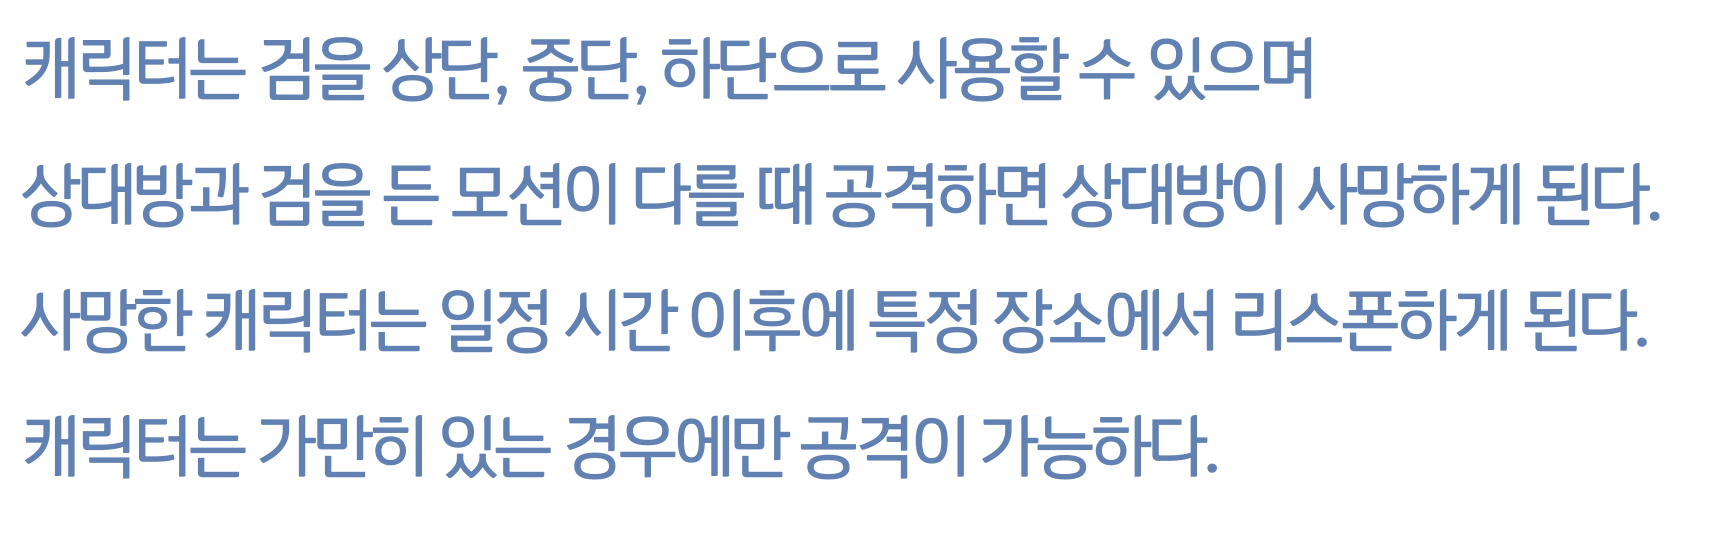 캐릭터는 검을 상단, 중단, 하단으로 사용할 수 있으며
상대방과 검을 든 모션이 다를 때 공격하면 상대방이 사망하게 된다.
사망한 캐릭터는 일정 시간 이후에 특정 장소에서 리스폰하게 된다.
캐릭터는 가만히 있는 경우에만 공격이 가능하다.